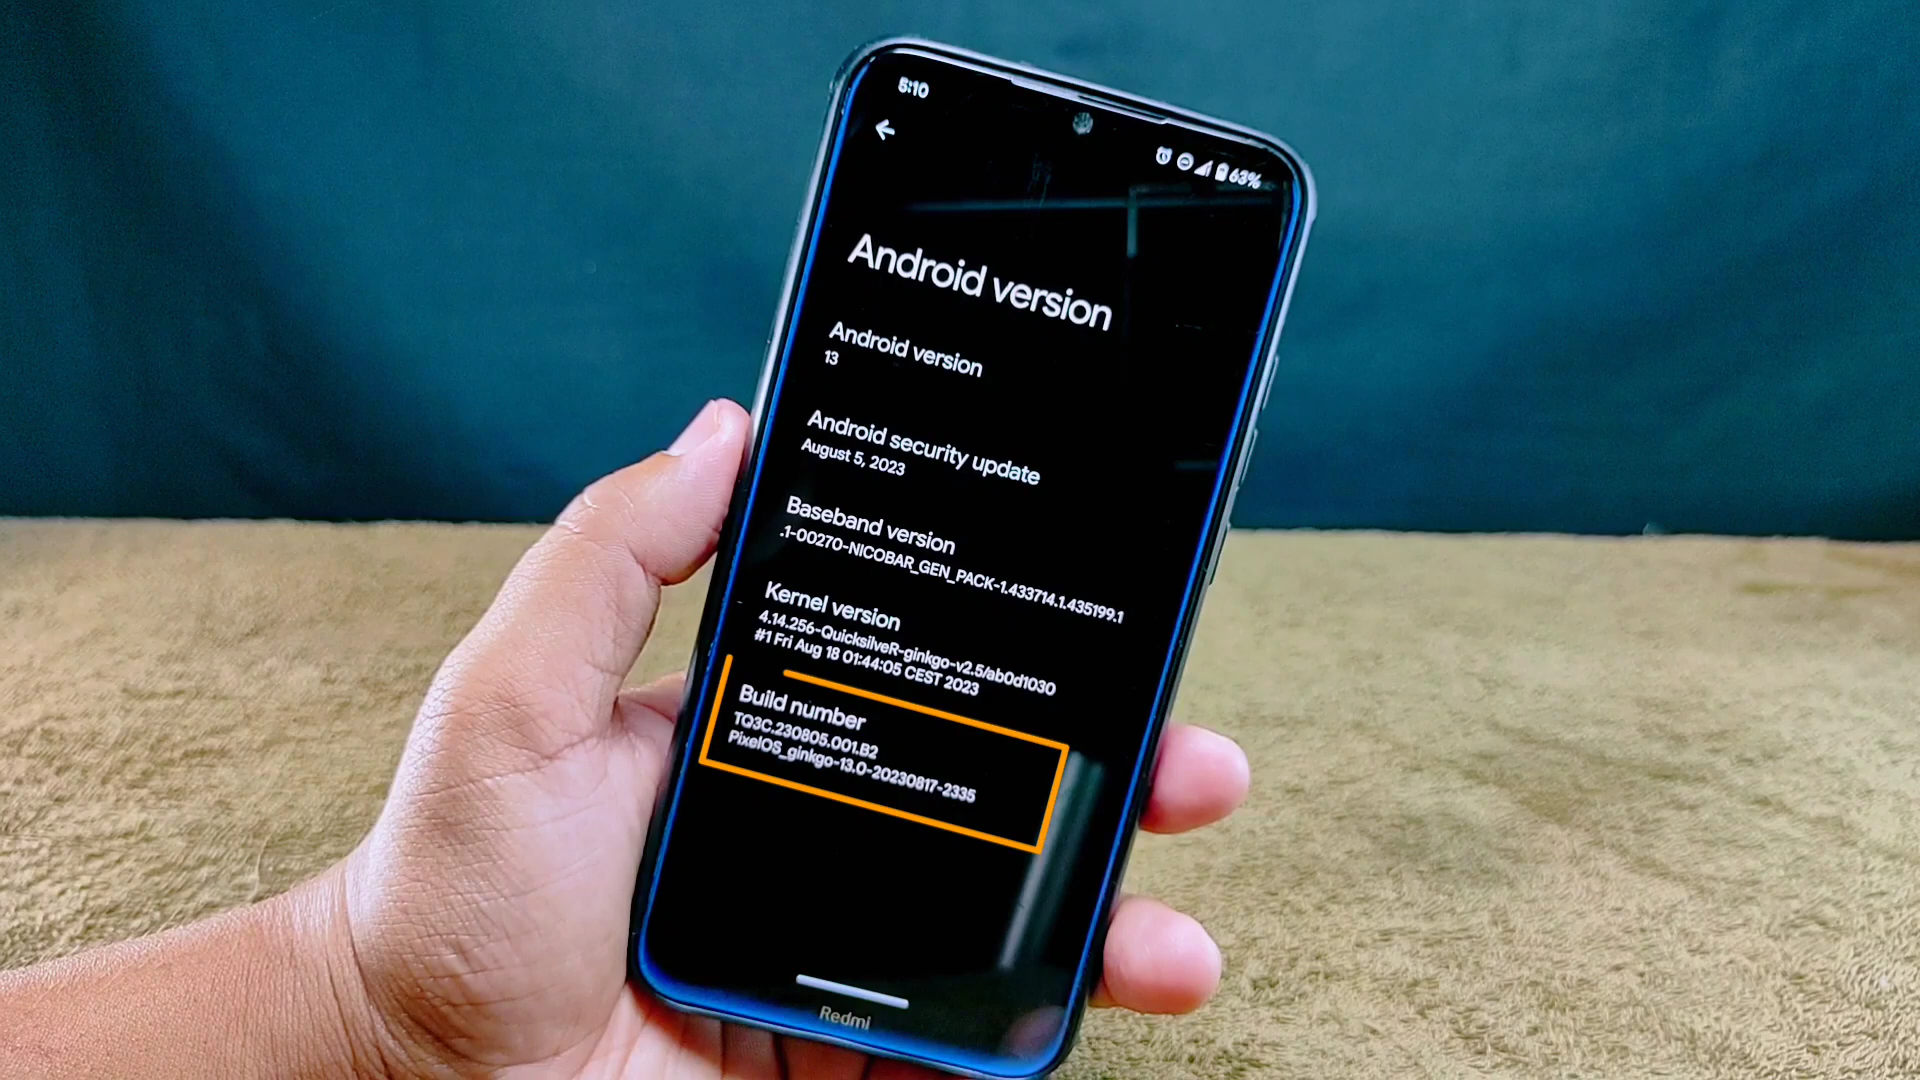 5:10
63%
Android version
Android version
13
Android security update
August 5, 2023
Baseband version
.1-00270-NICOBAR_GEN_PACK-1.433714.1.435199.1
Kernel version
4.14.256-QuicksilveR-ginkgo-v2.5/ab0d1030
#1 Fri Aug 18 01:44:05 CEST 2023
Build number
TQ3C.230805.001.B2
PixelOS_ginkgo-13.0-20230817-2335
Redmi